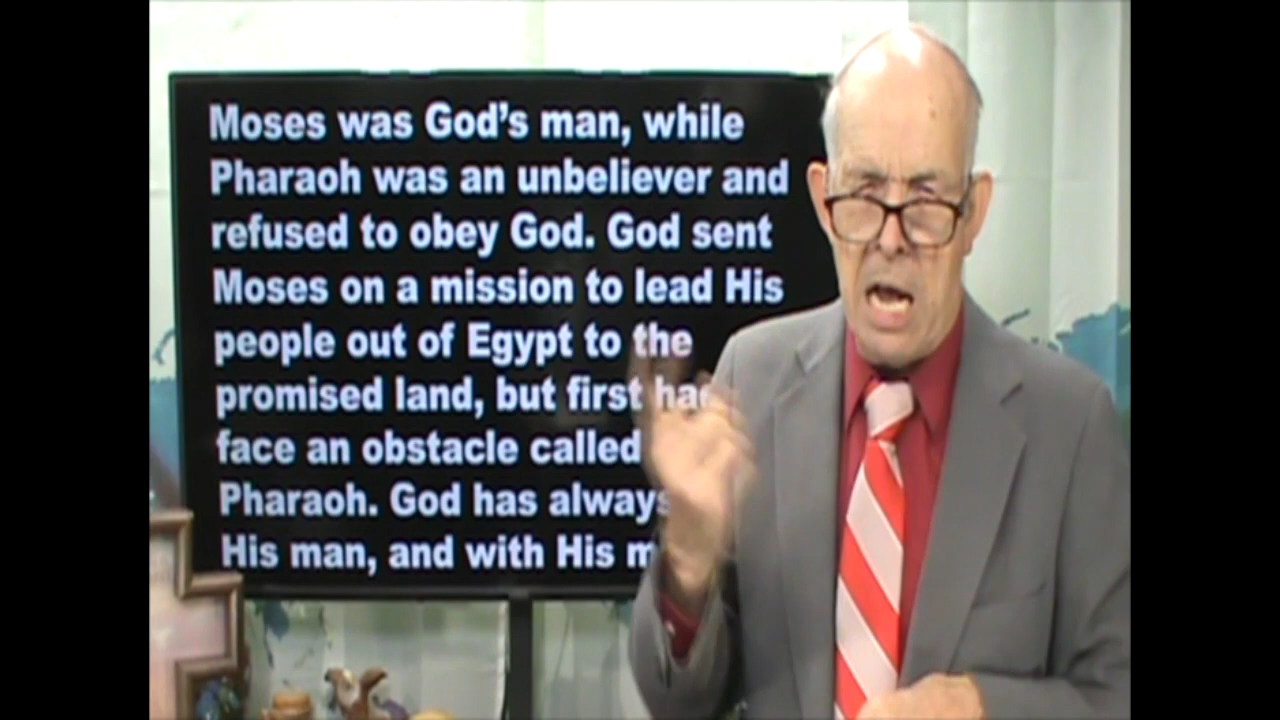 Moses was God's man, while
Pharaoh was an unbeliever and
refused to obey God. God sent
Moses on a mission to lead His
people out of Egypt to the
promised land, but first had
face an obstacle called
Pharaoh. God has always
His man, and with His